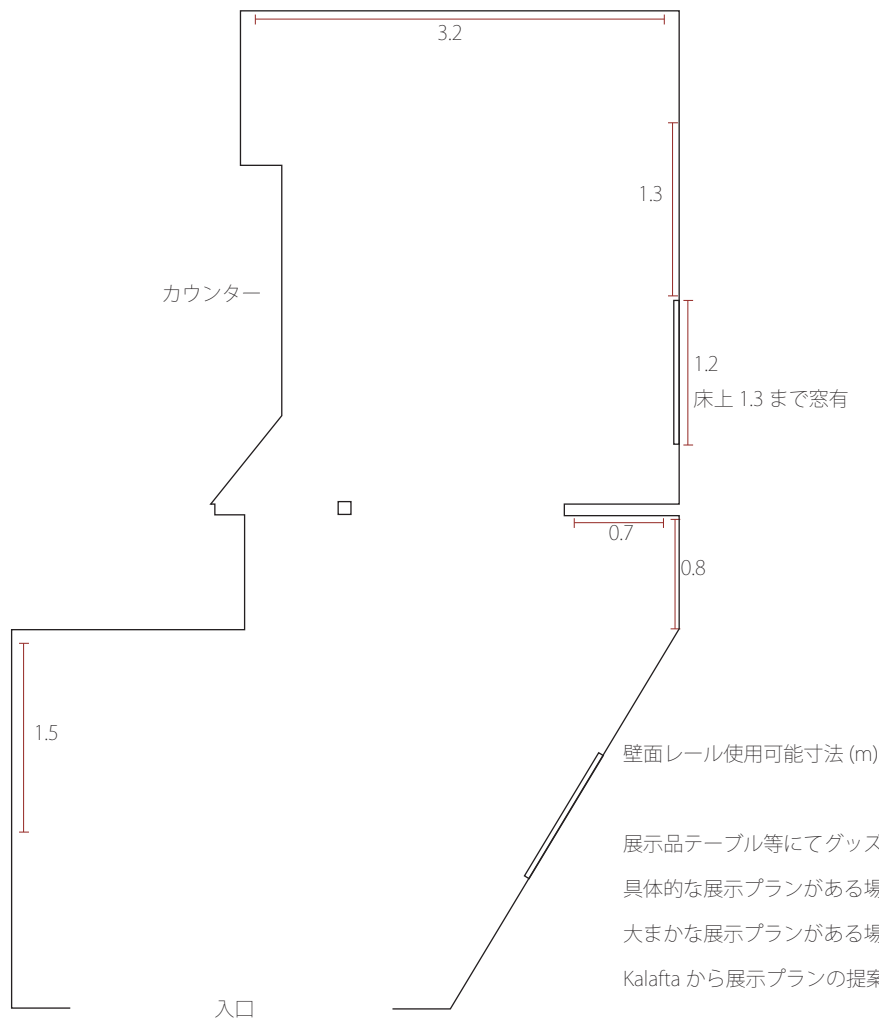 3.2
1.3
カウンター
1.2
床上 1.3 まで窓有
0.7
0.8
1.5
壁面レール使用可能寸法 (m)
展示品テーブル等にてグッズ
具体的な展示プランがある場
大まかな展示プランがある場
Kalafta から展示プランの提案
入口